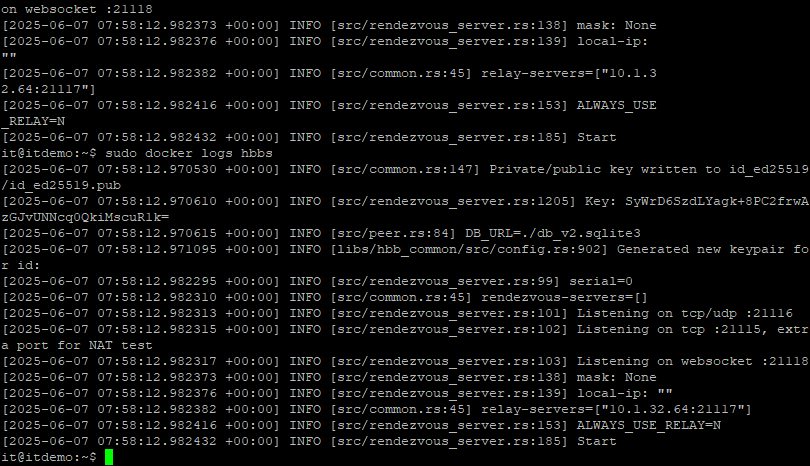 on websocket :21118
[2025-06-07 07:58:12.982373 +00:00] INFO [src/rendezvous_server.rs:138] mask: None
[2025-06-07 07:58:12.982376 +00:00] INFO [src/rendezvous_server.rs:139] local-ip:
""
[2025-06-07 07:58:12.982382 +00:00] INFO [src/common.rs:45] relay-servers=["10.1.3
2.64:21117"]
[2025-06-07 07:58:12.982416 +00:00] INFO [src/rendezvous_server.rs:153] ALWAYS_USE
_RELAY=N
[2025-06-07 07:58:12.982432 +00:00] INFO [src/rendezvous_server.rs:185] Start
it@itdemo:~$ sudo docker logs hbbs
[2025-06-07 07:58:12.970530 +00:00] INFO [src/common.rs:147] Private/public key written to id_ed25519
/id_ed25519.pub
[2025-06-07 07:58:12.970610 +00:00] INFO [src/rendezvous_server.rs:1205] Key: SyWrD6SzdLYagk+8PC2frwA
zGJvUNNcq0QkiMscuR1k=
[2025-06-07 07:58:12.970615 +00:00] INFO [src/peer.rs:84] DB_URL=./db_v2.sqlite3
[2025-06-07 07:58:12.971095 +00:00] INFO [libs/hbb_common/src/config.rs:902] Generated new keypair fo
r id:
[2025-06-07 07:58:12.982295 +00:00] INFO [src/rendezvous_server.rs:99] serial=0
[2025-06-07 07:58:12.982310 +00:00] INFO [src/common.rs:45] rendezvous-servers=[]
[2025-06-07 07:58:12.982313 +00:00] INFO [src/rendezvous_server.rs:101] Listening on tcp/udp :21116
[2025-06-07 07:58:12.982315 +00:00] INFO [src/rendezvous_server.rs:102] Listening on tcp :21115, extr
a port for NAT test
[2025-06-07 07:58:12.982317 +00:00] INFO [src/rendezvous_server.rs:103] Listening on websocket :21118
[2025-06-07 07:58:12.982373 +00:00] INFO [src/rendezvous_server.rs:138] mask: None
[2025-06-07 07:58:12.982376 +00:00] INFO [src/rendezvous_server.rs:139] local-ip: ""
[2025-06-07 07:58:12.982382 +00:00] INFO [src/common.rs:45] relay-servers=["10.1.32.64:21117"]
[2025-06-07 07:58:12.982416 +00:00] INFO [src/rendezvous_server.rs:153] ALWAYS_USE_RELAY=N
[2025-06-07 07:58:12.982432 +00:00] INFO [src/rendezvous_server.rs:185] Start
it@itdemo:~$